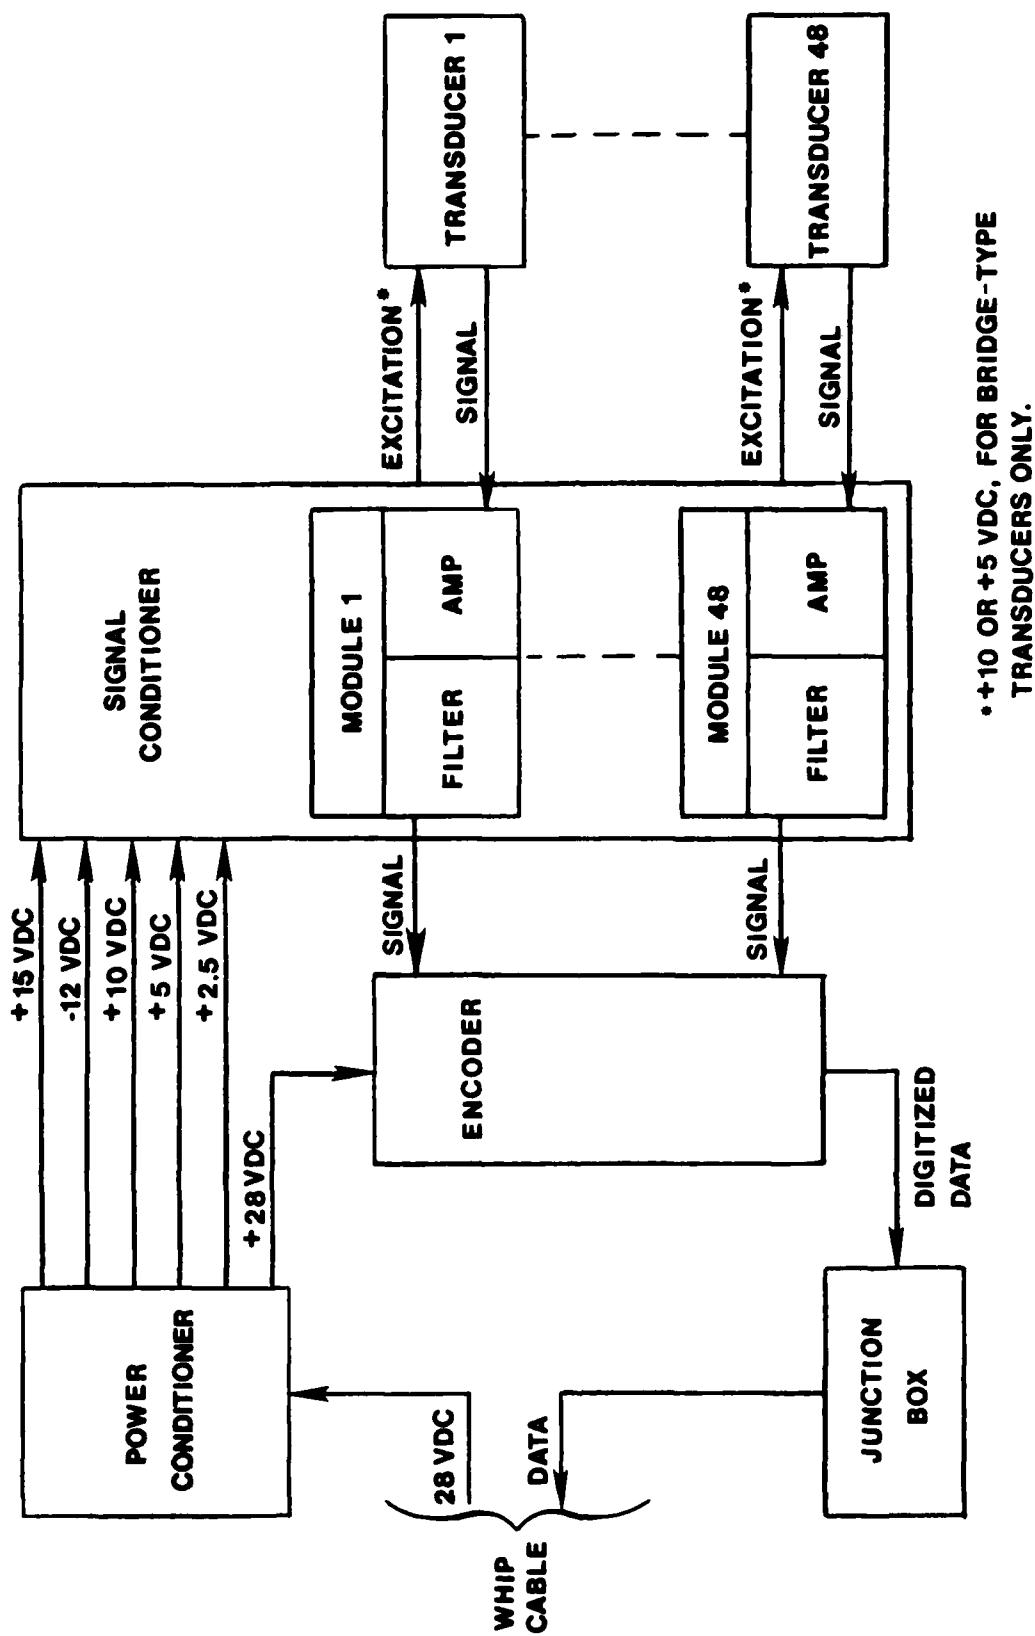 POWER
CONDITIONER
+15 VDC
-12 VDC
+10 VDC
+5 VDC
+2.5 VDC
+28 VDC
SIGNAL
CONDITIONER
MODULE 1
FILTER
AMP
EXCITATION*
SIGNAL
TRANSDUCER 1
WHIP
CABLE
28 VDC
DATA
ENCODER
SIGNAL
SIGNAL
MODULE 48
FILTER
AMP
EXCITATION*
SIGNAL
TRANSDUCER 48
JUNCTION
BOX
DIGITIZED
DATA
*+10 OR +5 VDC, FOR BRIDGE-TYPE
TRANSDUCERS ONLY.